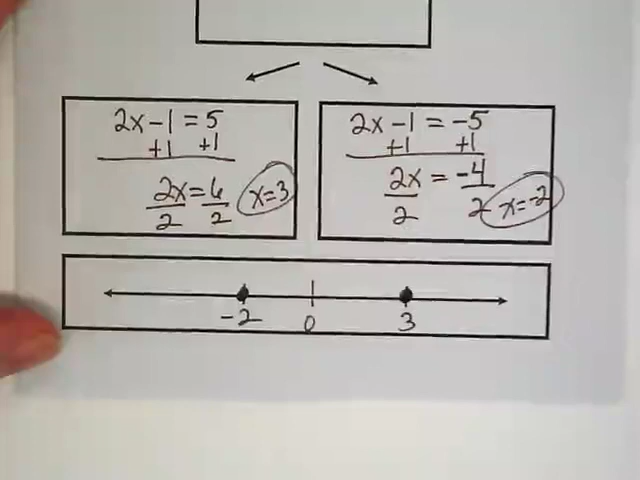 2x-1=5
+1 +1
2x=6
2 2
x=3
2x-1=-5
+1 +1
2x=-4
2 2
x=-2
-2 0 3